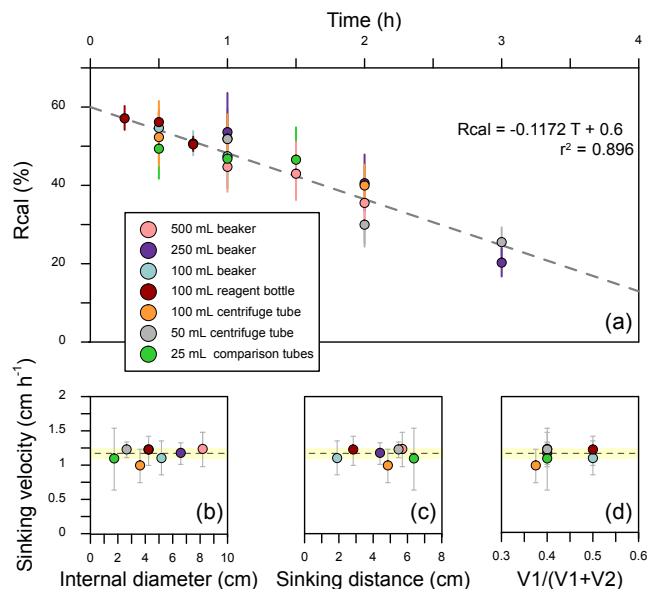 Time (h)
0 1 2 3 4
60
40
20
0
Rcal (%)
Rcal = -0.1172 T + 0.6
r² = 0.896
500 mL beaker
250 mL beaker
100 mL beaker
100 mL reagent bottle
100 mL centrifuge tube
50 mL centrifuge tube
25 mL comparison tubes
(a)
Sinking velocity (cm h⁻¹)
2
1.5
1
0.5
0
(b) (c) (d)
0 2 4 6 8 10 0 2 4 6 8 0.3 0.4 0.5 0.6
Internal diameter (cm) Sinking distance (cm) V1/(V1+V2)